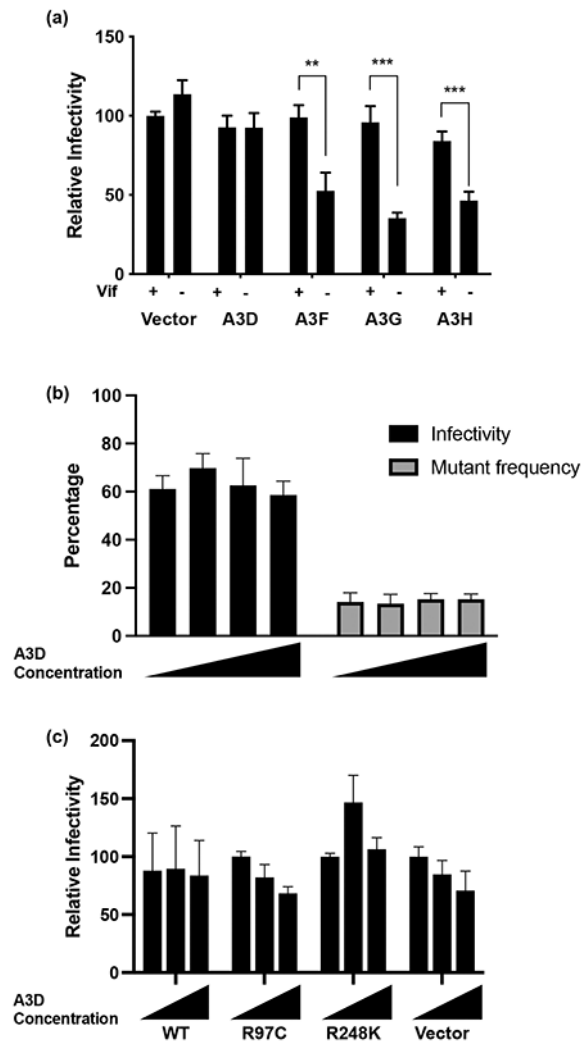 (a)
150
100
50
0
Relative Infectivity
** *** ***
Vif + - + - + - + - + -
Vector A3D A3F A3G A3H
(b)
100
80
60
40
20
0
Percentage
Infectivity
Mutant frequency
A3D
Concentration
(c)
200
150
100
50
0
Relative Infectivity
A3D
Concentration
WT R97C R248K Vector